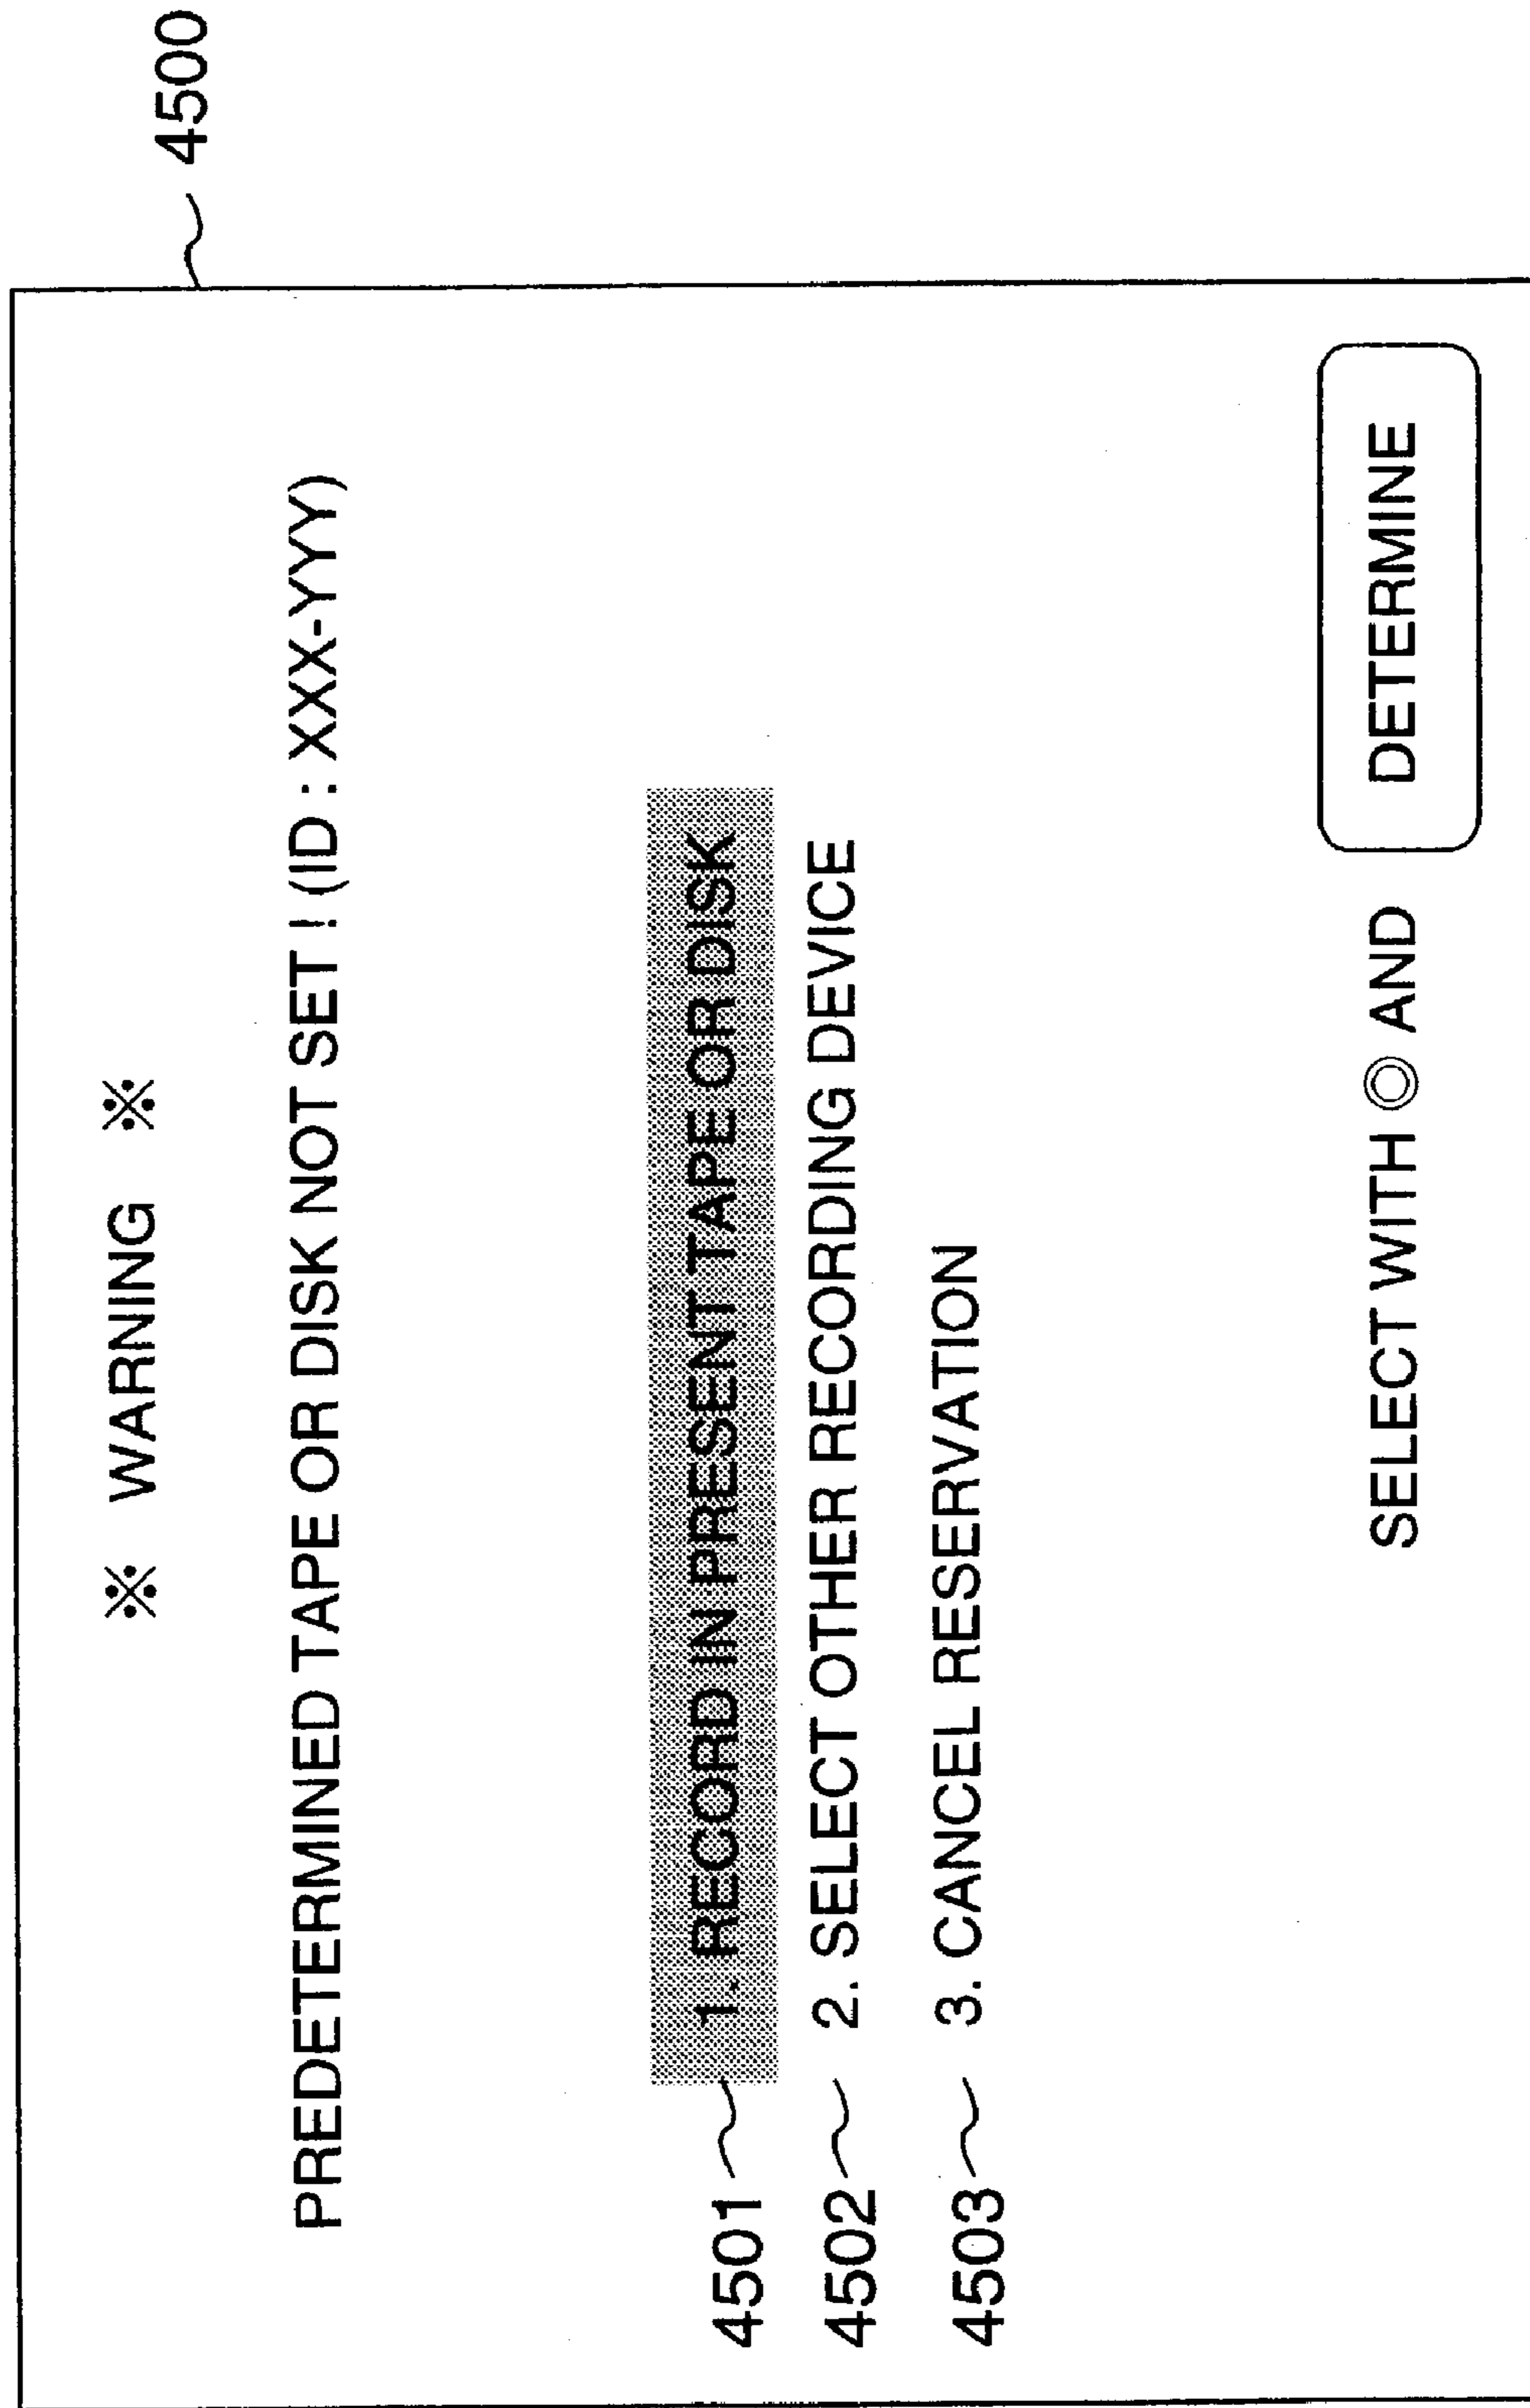 4500
※ WARNING ※
PREDETERMINED TAPE OR DISK NOT SET ! (ID : XXX-YYY)
4501 1. RECORD IN PRESENT TAPE OR DISK
4502 2. SELECT OTHER RECORDING DEVICE
4503 3. CANCEL RESERVATION
SELECT WITH ◎ AND DETERMINE